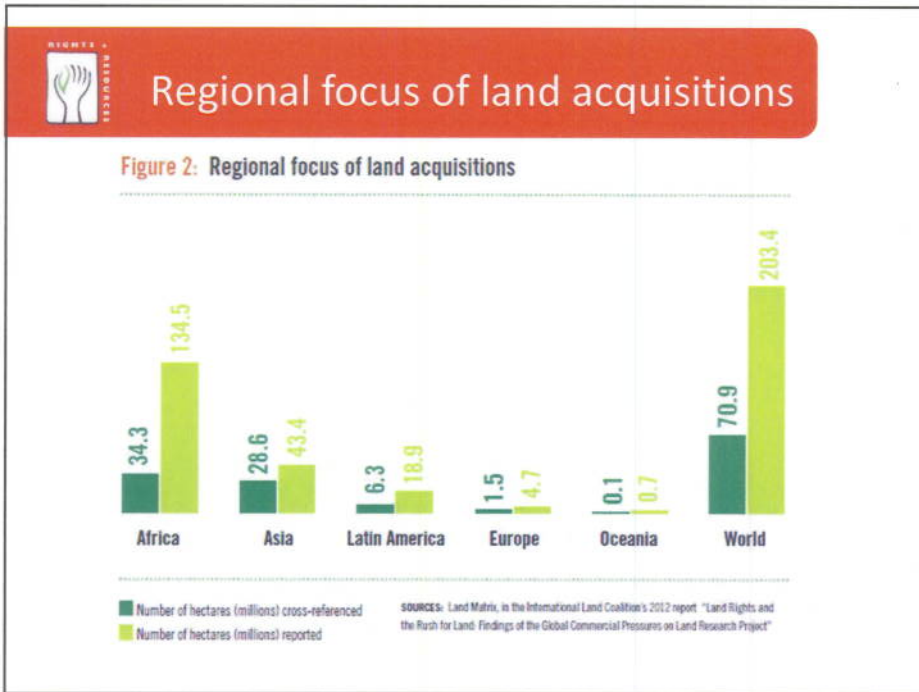 RIGHTS + RESOURCES
Regional focus of land acquisitions
Figure 2: Regional focus of land acquisitions
34.3
134.5
28.6
43.4
6.3
18.9
1.5
4.7
0.1
0.7
70.9
203.4
Africa
Asia
Latin America
Europe
Oceania
World
Number of hectares (millions) cross-referenced
Number of hectares (millions) reported
SOURCES: Land Matrix, in the International Land Coalition's 2012 report "Land Rights and
the Rush for Land: Findings of the Global Commercial Pressures on Land Research Project"